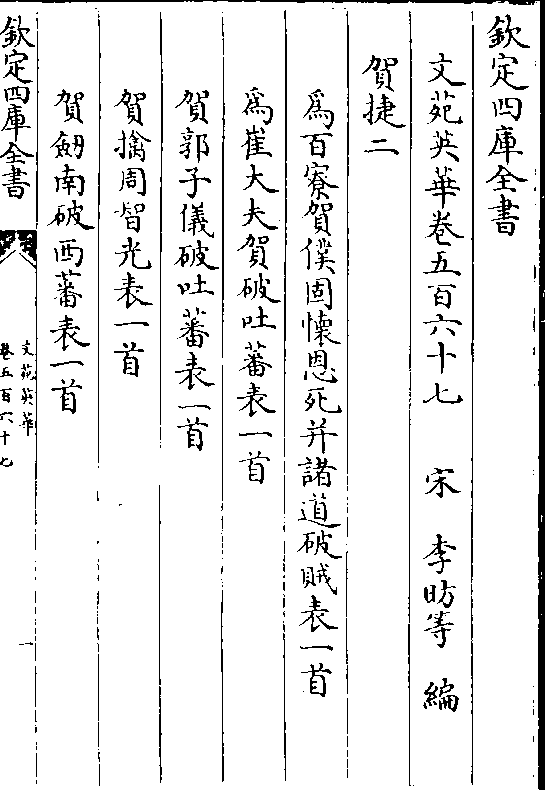 欽定四庫全書
文苑英華卷五百六十七 宋 李昉等 編
賀捷二
爲百寮賀僕固懷恩死并諸道破賊表一首
爲崔大夫賀破吐蕃表一首
賀郭子儀破吐蕃表一首
賀擒周智光表一首
賀劒南破西蕃表一首
欽定四庫全書
文苑英華
卷五百六十七
一